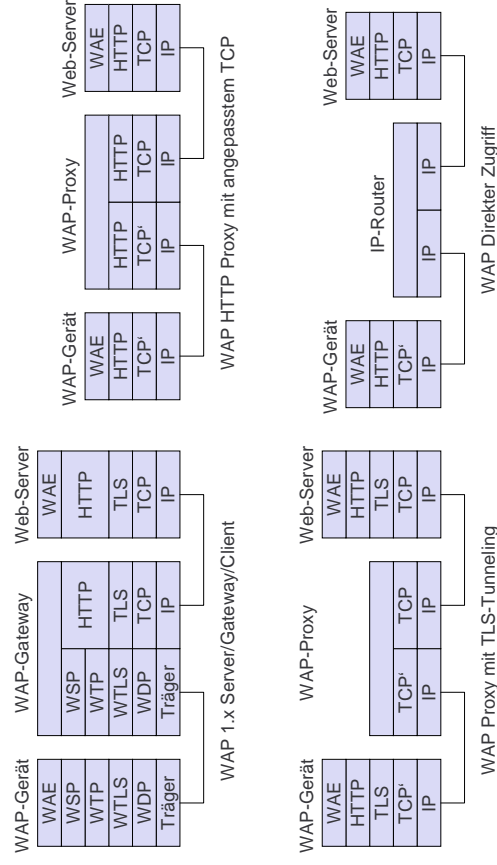 WAP-Gerät
WAE
WSP
WTP
WTLS
WDP
Träger
WAP-Gateway
WSP
WTP
WTLS
WDP
Träger
HTTP
TLS
TCP
IP
Web-Server
WAE
HTTP
TLS
TCP
IP
WAP 1.x Server/Gateway/Client
WAP-Gerät
WAE
HTTP
TCP‘
IP
WAP-Proxy
HTTP
TCP‘
IP
HTTP
TCP
IP
Web-Server
WAE
HTTP
TCP
IP
WAP HTTP Proxy mit angepasstem TCP
WAP-Gerät
WAE
HTTP
TLS
TCP‘
IP
WAP-Proxy
TCP‘
IP
TCP
IP
Web-Server
WAE
HTTP
TLS
TCP
IP
WAP Proxy mit TLS-Tunneling
WAP-Gerät
WAE
HTTP
TCP‘
IP
IP-Router
IP
IP
Web-Server
WAE
HTTP
TCP
IP
WAP Direkter Zugriff